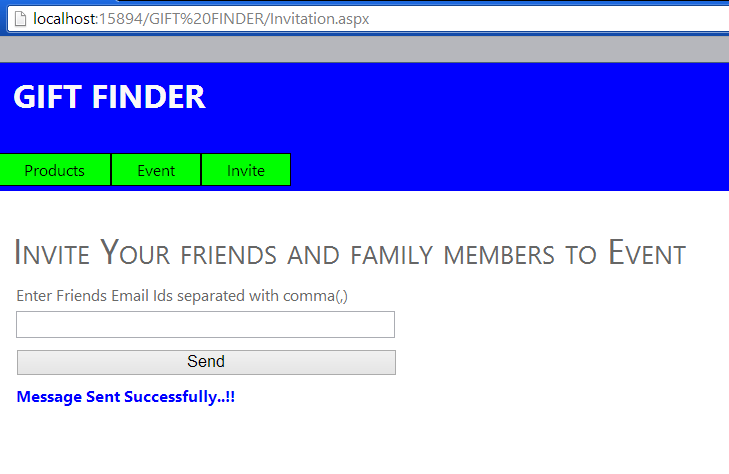 localhost:15894/GIFT%20FINDER/Invitation.aspx
GIFT FINDER
Products Event Invite
Invite Your friends and family members to Event
Enter Friends Email Ids separated with comma(,)
Send
Message Sent Successfully..!!